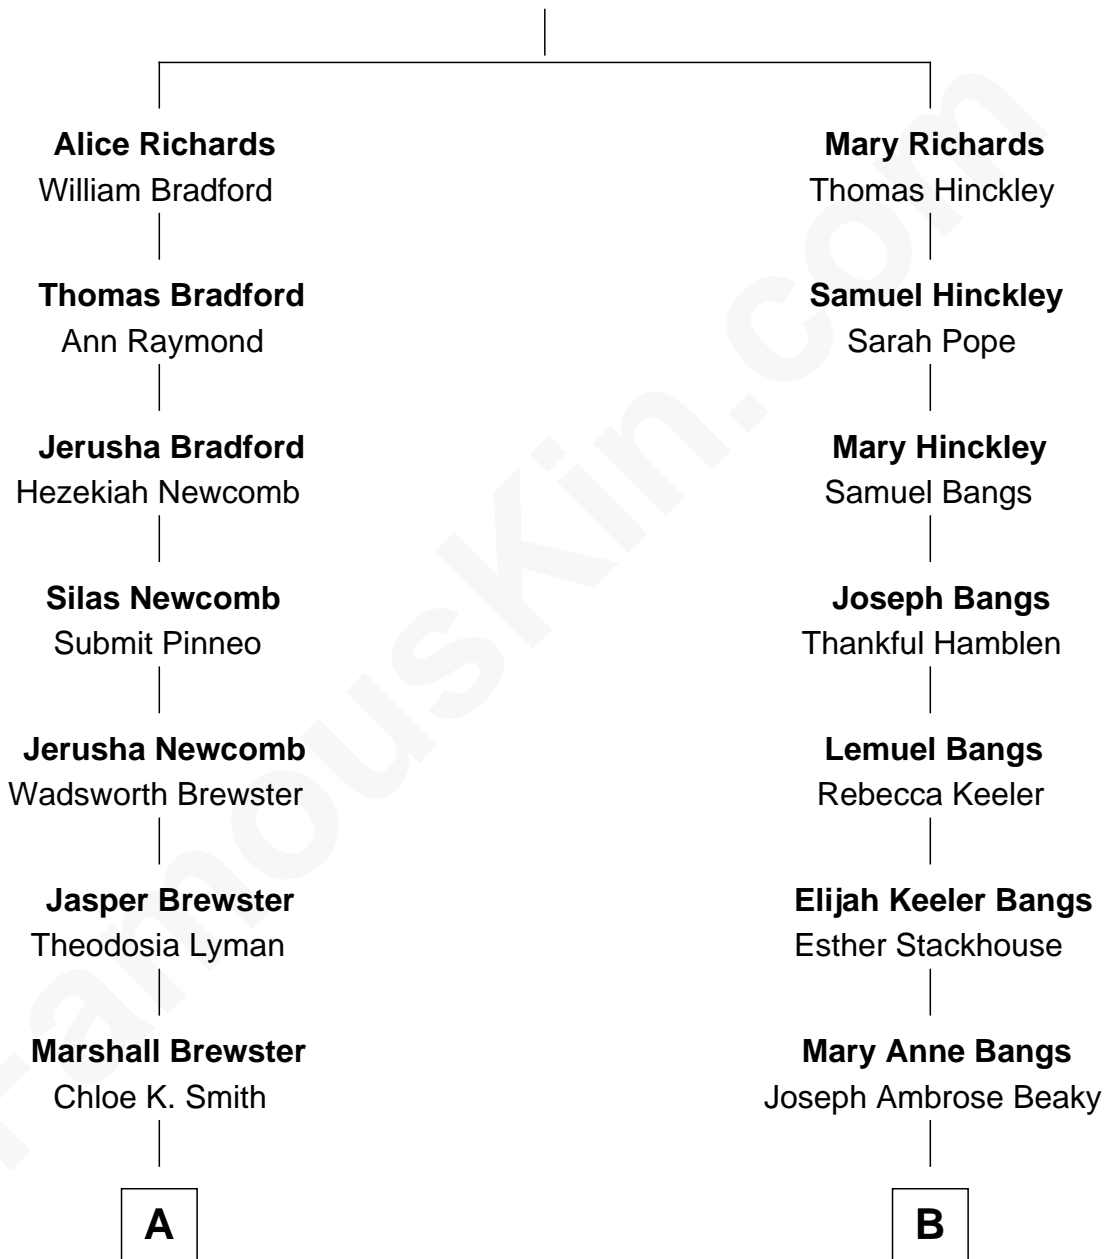 Alice Richards
William Bradford
Thomas Bradford
Ann Raymond
Jerusha Bradford
Hezekiah Newcomb
Silas Newcomb
Submit Pinneo
Jerusha Newcomb
Wadsworth Brewster
Jasper Brewster
Theodosia Lyman
Marshall Brewster
Chloe K. Smith
A
Mary Richards
Thomas Hinckley
Samuel Hinckley
Sarah Pope
Mary Hinckley
Samuel Bangs
Joseph Bangs
Thankful Hamblen
Lemuel Bangs
Rebecca Keeler
Elijah Keeler Bangs
Esther Stackhouse
Mary Anne Bangs
Joseph Ambrose Beaky
B
FamousKin.com